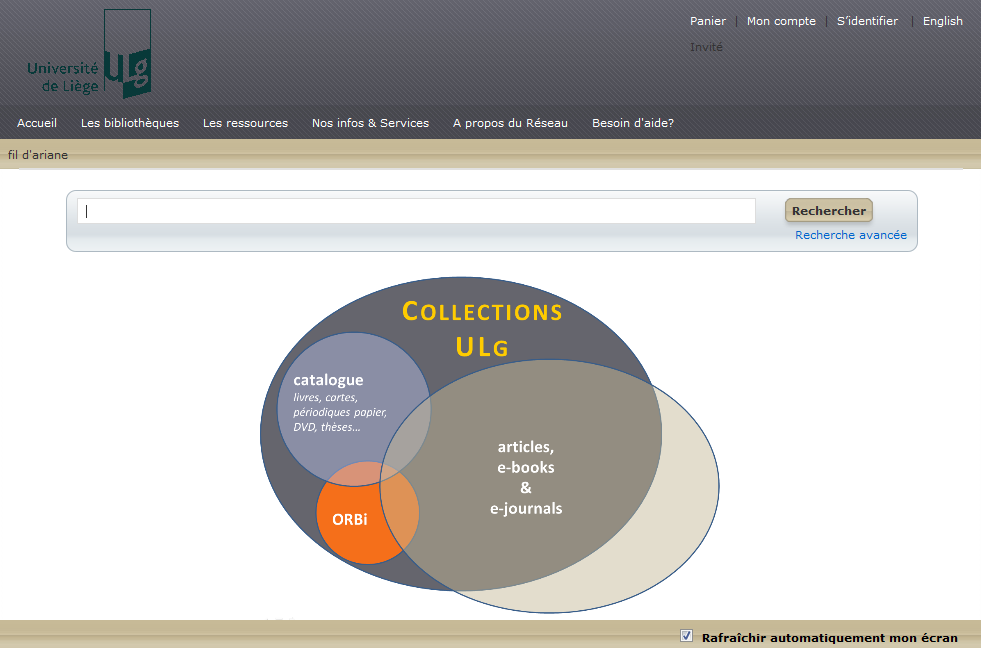 Panier | Mon compte | S'identifier | English
Invité
Université
de Liège
ULg
Accueil Les bibliothèques Les ressources Nos infos & Services A propos du Réseau Besoin d'aide?
fil d'ariane
Rechercher
Recherche avancée
COLLECTIONS
ULG
catalogue
livres, cartes,
périodiques papier,
DVD, thèses...
articles,
e-books
&
e-journals
ORBi
Rafraîchir automatiquement mon écran